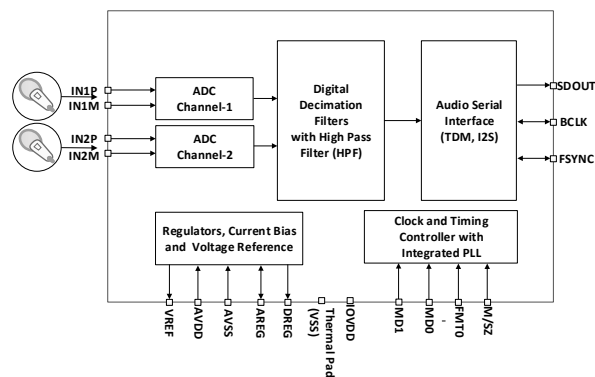 IN1P
IN1M
IN2P
IN2M
ADC
Channel-1
ADC
Channel-2
Digital
Decimation
Filters
with High Pass
Filter (HPF)
Audio Serial
Interface
(TDM, I2S)
SDOUT
BCLK
FSYNC
Regulators, Current Bias
and Voltage Reference
Clock and Timing
Controller with
Integrated PLL
VREF
AVDD
AVSS
AREG
DREG
Thermal Pad
(VSS)
IOVDD
MD1
MD0
FMT0
M/SZ